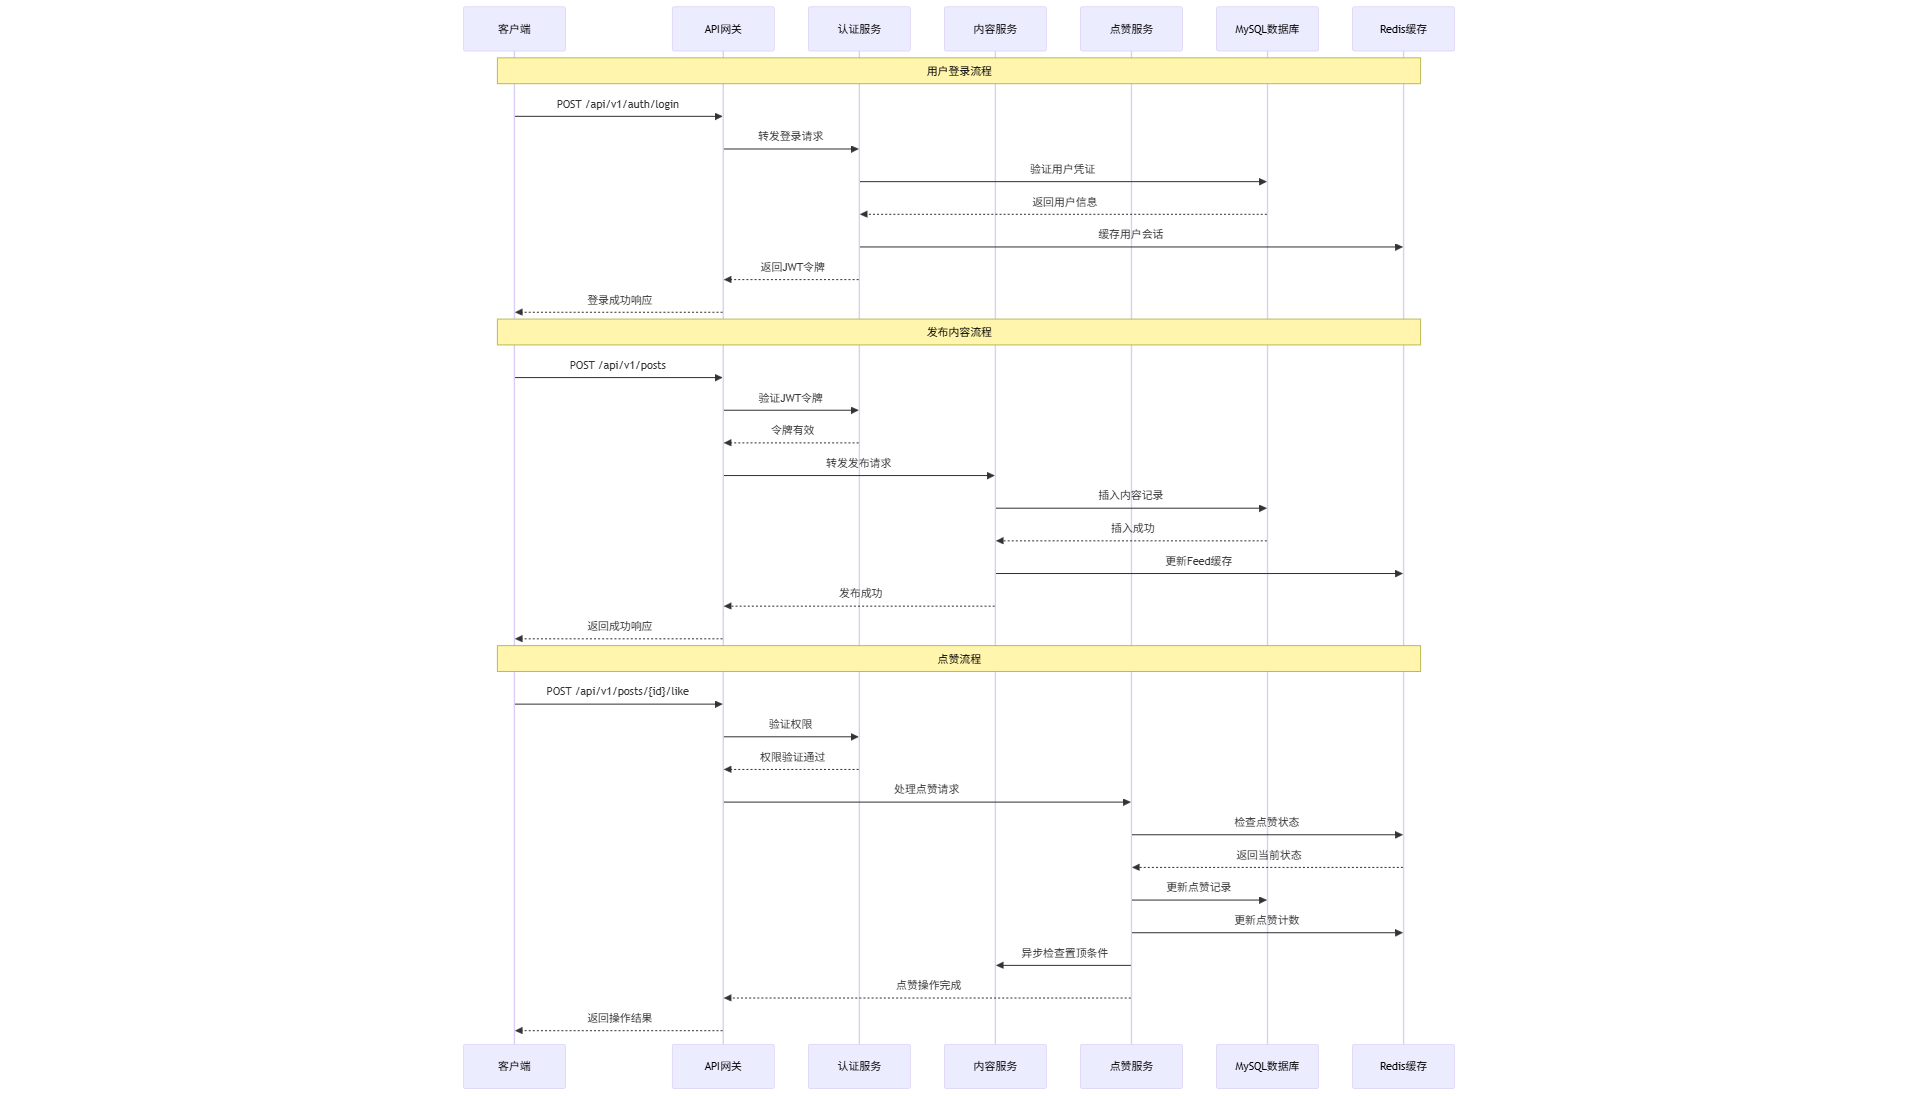 客户端
API网关
认证服务
内容服务
点赞服务
MySQL数据库
Redis缓存
用户登录流程
POST /api/v1/auth/login
转发登录请求
验证用户凭证
返回用户信息
缓存用户会话
返回JWT令牌
登录成功响应
发布内容流程
POST /api/v1/posts
验证JWT令牌
令牌有效
转发发布请求
插入内容记录
插入成功
更新Feed缓存
发布成功
返回成功响应
点赞流程
POST /api/v1/posts/{id}/like
验证权限
权限验证通过
处理点赞请求
检查点赞状态
返回当前状态
更新点赞记录
更新点赞计数
异步检查置顶条件
点赞操作完成
返回操作结果
客户端
API网关
认证服务
内容服务
点赞服务
MySQL数据库
Redis缓存